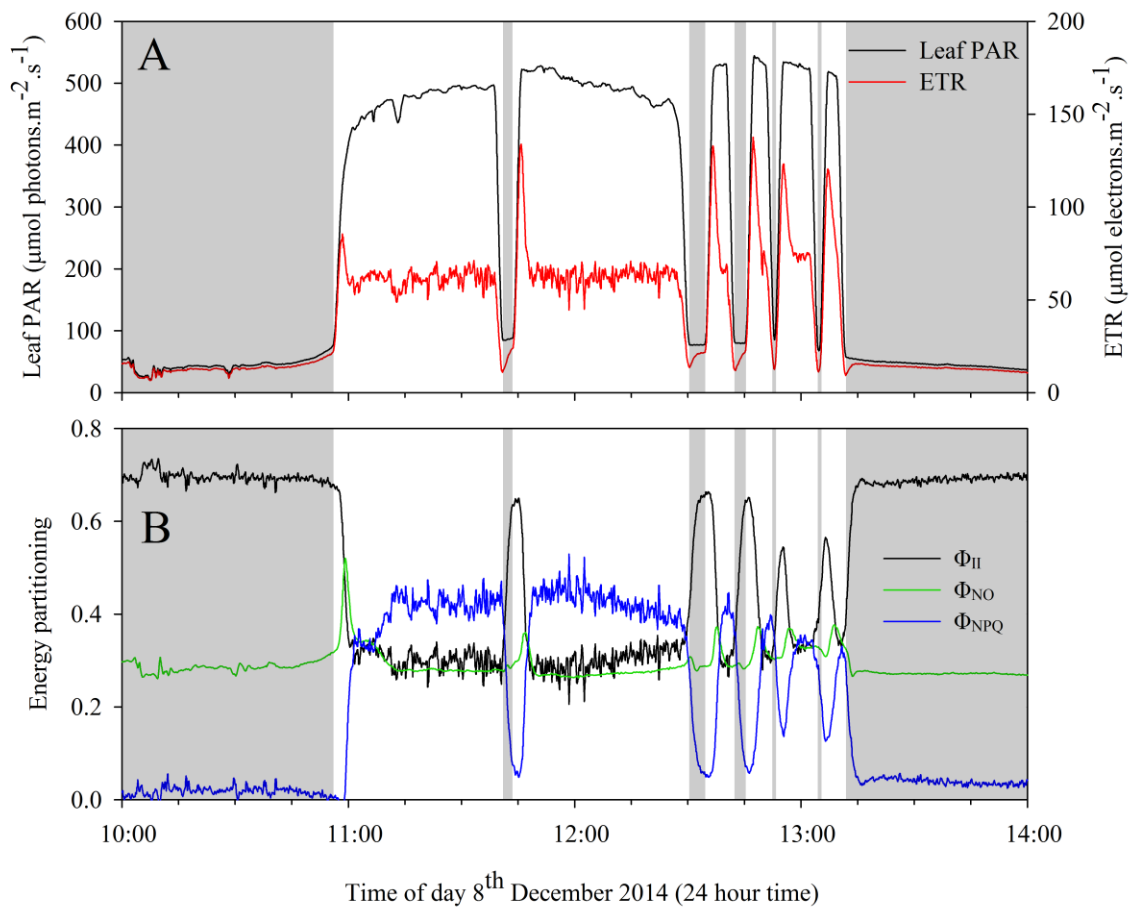 A
Leaf PAR (µmol photons.m-2.s-1)
600
500
400
300
200
100
0
Leaf PAR
ETR
200
150
100
50
0
ETR (µmol electrons.m-2.s-1)
B
Energy partitioning
0.8
0.6
0.4
0.2
0.0
ΦII
ΦNO
ΦNPQ
10:00 11:00 12:00 13:00 14:00
Time of day 8th December 2014 (24 hour time)